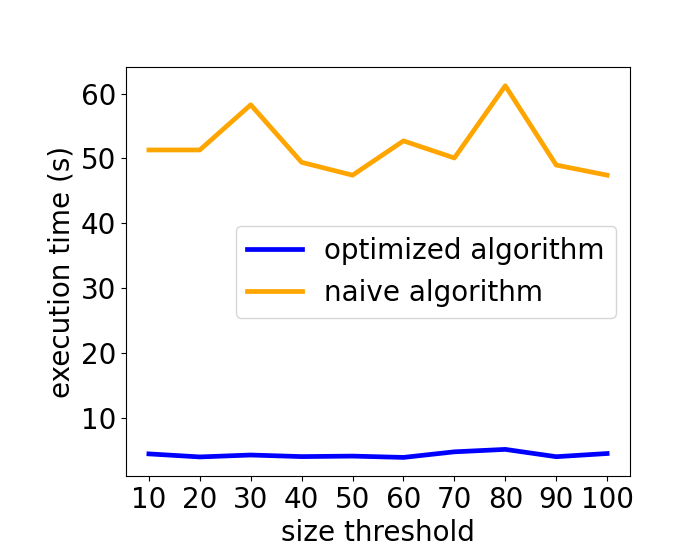 60
50
40
30
20
10
execution time (s)
optimized algorithm
naive algorithm
10 20 30 40 50 60 70 80 90 100
size threshold